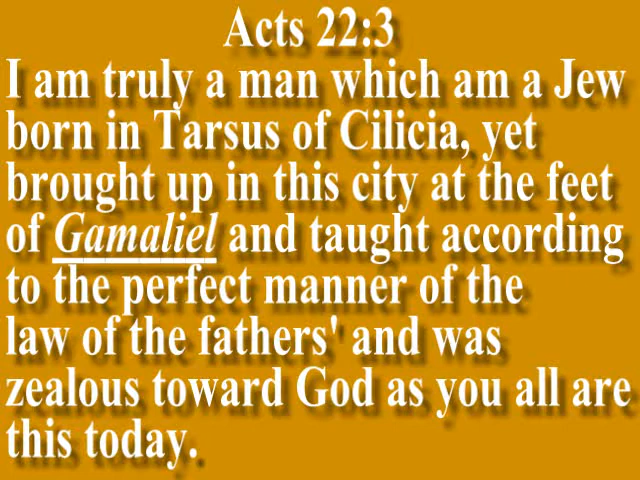 Acts 22:3
I am truly a man which am a Jew
born in Tarsus of Cilicia, yet
brought up in this city at the feet
of Gamaliel and taught according
to the perfect manner of the
law of the fathers' and was
zealous toward God as you all are
this today.